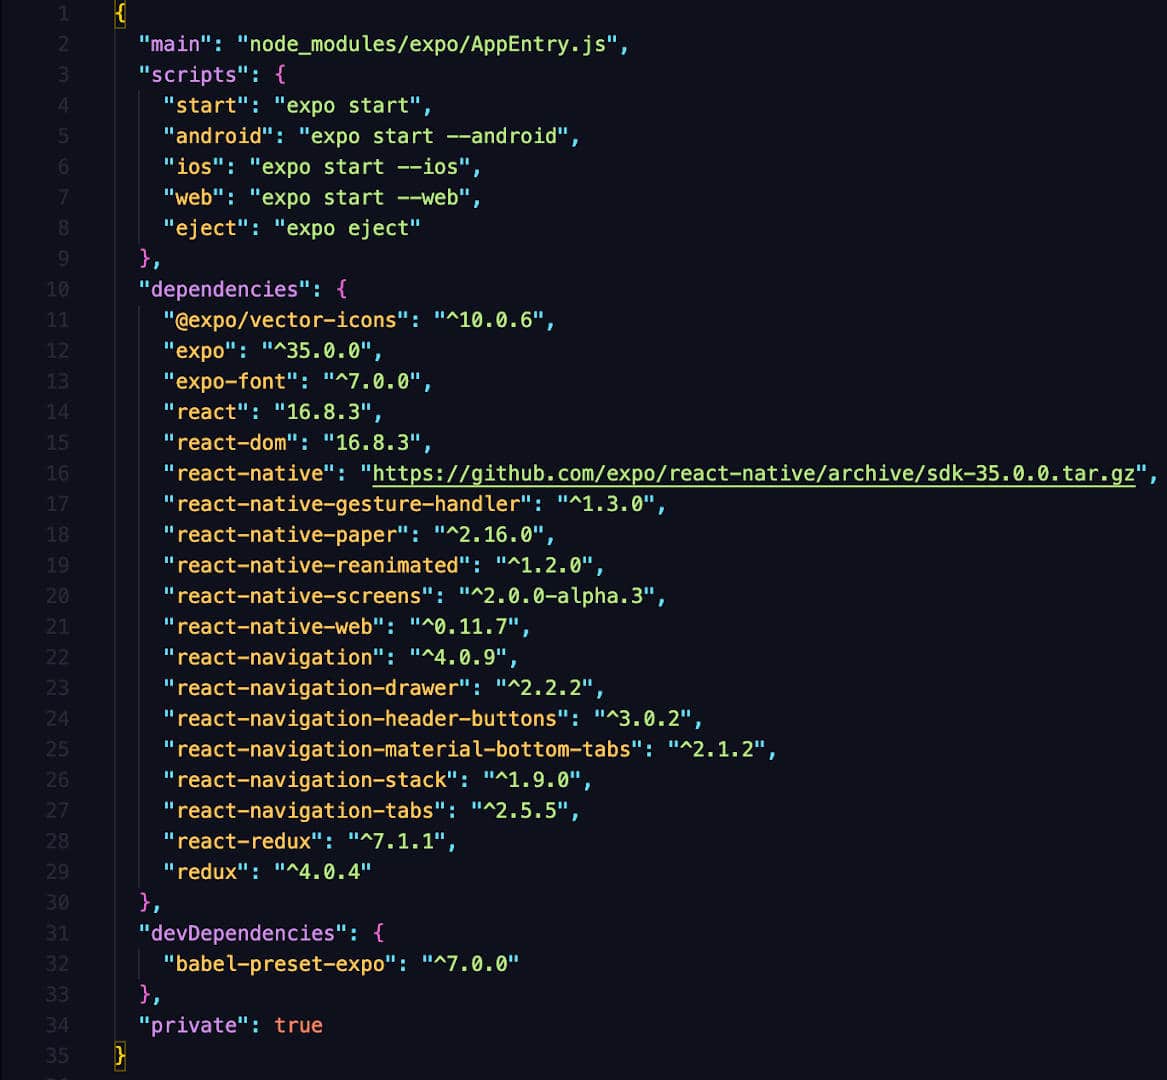 1 {
2 "main": "node_modules/expo/AppEntry.js",
3 "scripts": {
4 "start": "expo start",
5 "android": "expo start --android",
6 "ios": "expo start --ios",
7 "web": "expo start --web",
8 "eject": "expo eject"
9 },
10 "dependencies": {
11 "@expo/vector-icons": "^10.0.6",
12 "expo": "^35.0.0",
13 "expo-font": "^7.0.0",
14 "react": "16.8.3",
15 "react-dom": "16.8.3",
16 "react-native": "https://github.com/expo/react-native/archive/sdk-35.0.0.tar.gz",
17 "react-native-gesture-handler": "^1.3.0",
18 "react-native-paper": "^2.16.0",
19 "react-native-reanimated": "^1.2.0",
20 "react-native-screens": "^2.0.0-alpha.3",
21 "react-native-web": "^0.11.7",
22 "react-navigation": "^4.0.9",
23 "react-navigation-drawer": "^2.2.2",
24 "react-navigation-header-buttons": "^3.0.2",
25 "react-navigation-material-bottom-tabs": "^2.1.2",
26 "react-navigation-stack": "^1.9.0",
27 "react-navigation-tabs": "^2.5.5",
28 "react-redux": "^7.1.1",
29 "redux": "^4.0.4"
30 },
31 "devDependencies": {
32 "babel-preset-expo": "^7.0.0"
33 },
34 "private": true
35 }